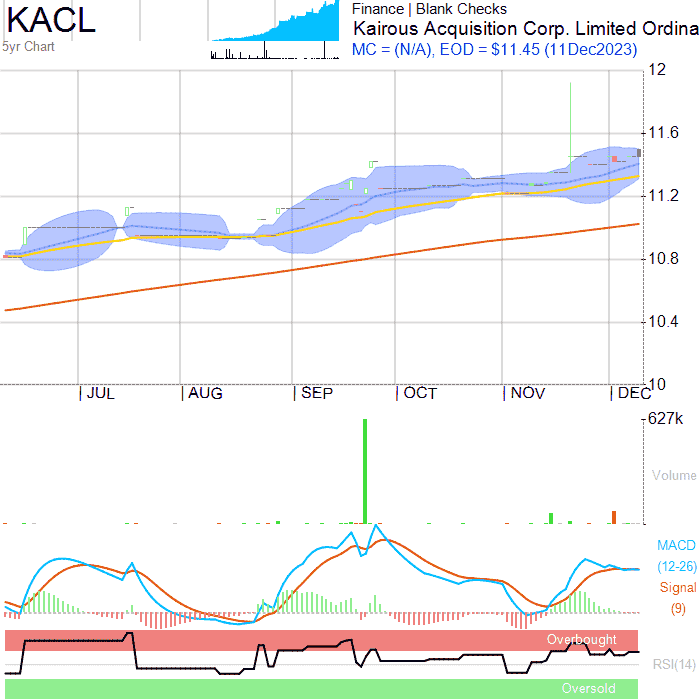 KACL
5yr Chart
Finance | Blank Checks
Kairous Acquisition Corp. Limited Ordina
MC = (N/A), EOD = $11.45 (11Dec2023)
12
11.6
11.2
10.8
10.4
10
JUL
AUG
SEP
OCT
NOV
DEC
627k
Volume
MACD
(12-26)
Signal
(9)
Overbought
RSI(14)
Oversold